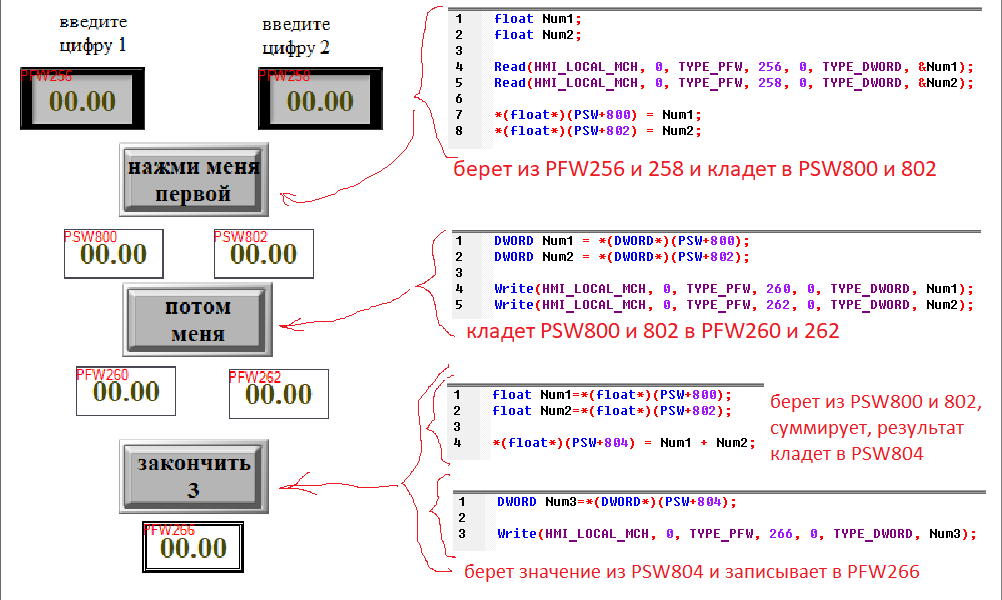 введите
цифру 1
введите
цифру 2
PFW256
00.00
PFW258
00.00
1 float Num1;
2 float Num2;
3
4 Read(HMI_LOCAL_MCH, 0, TYPE_PFW, 256, 0, TYPE_DWORD, &Num1);
5 Read(HMI_LOCAL_MCH, 0, TYPE_PFW, 258, 0, TYPE_DWORD, &Num2);
6
7 *(float*)(PSW+800) = Num1;
8 *(float*)(PSW+802) = Num2;
берет из PFW256 и 258 и кладет в PSW800 и 802
нажми меня
первой
PSW800
00.00
PSW802
00.00
1 DWORD Num1 = *(DWORD*)(PSW+800);
2 DWORD Num2 = *(DWORD*)(PSW+802);
3
4 Write(HMI_LOCAL_MCH, 0, TYPE_PFW, 260, 0, TYPE_DWORD, Num1);
5 Write(HMI_LOCAL_MCH, 0, TYPE_PFW, 262, 0, TYPE_DWORD, Num2);
кладет PSW800 и 802 в PFW260 и 262
потом
меня
PFW260
00.00
PFW262
00.00
1 float Num1=*(float*)(PSW+800);
2 float Num2=*(float*)(PSW+802);
3
4 *(float*)(PSW+804) = Num1 + Num2;
берет из PSW800 и 802,
суммирует, результат
кладет в PSW804
закончить
3
PFW266
00.00
1 DWORD Num3=*(DWORD*)(PSW+804);
2
3 Write(HMI_LOCAL_MCH, 0, TYPE_PFW, 266, 0, TYPE_DWORD, Num3);
берет значение из PSW804 и записывает в PFW266